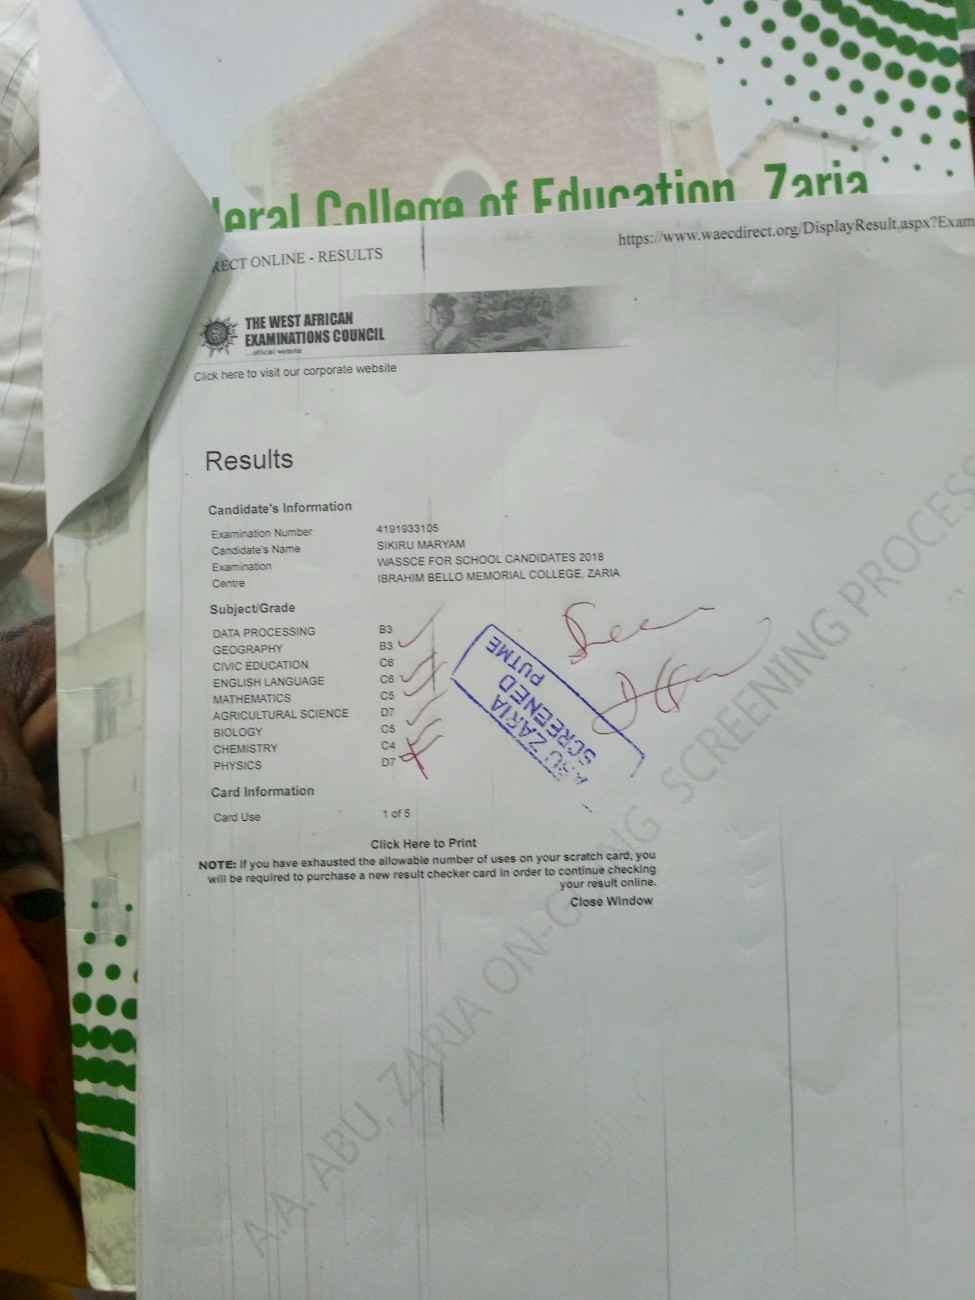 deral College of Education, Zaria
RECT ONLINE - RESULTS
https://www.waecdirect.org/DisplayResult.aspx?Exam
THE WEST AFRICAN
EXAMINATIONS COUNCIL
...official website
Click here to visit our corporate website
Results
Candidate's Information
Examination Number 4191933105
Candidate's Name SIKIRU MARYAM
Examination WASSCE FOR SCHOOL CANDIDATES 2018
Centre IBRAHIM BELLO MEMORIAL COLLEGE, ZARIA
Subject/Grade
DATA PROCESSING B3
GEOGRAPHY B3
CIVIC EDUCATION C6
ENGLISH LANGUAGE C6
MATHEMATICS C5
AGRICULTURAL SCIENCE D7
BIOLOGY C5
CHEMISTRY C4
PHYSICS D7
ABU ZARIA
SCREENED
PUTME
Card Information
Card Use 1 of 5
Click Here to Print
NOTE: If you have exhausted the allowable number of uses on your scratch card, you
will be required to purchase a new result checker card in order to continue checking
your result online.
Close Window
A.A. ABU, ZARIA ON-GOING SCREENING PROCESS